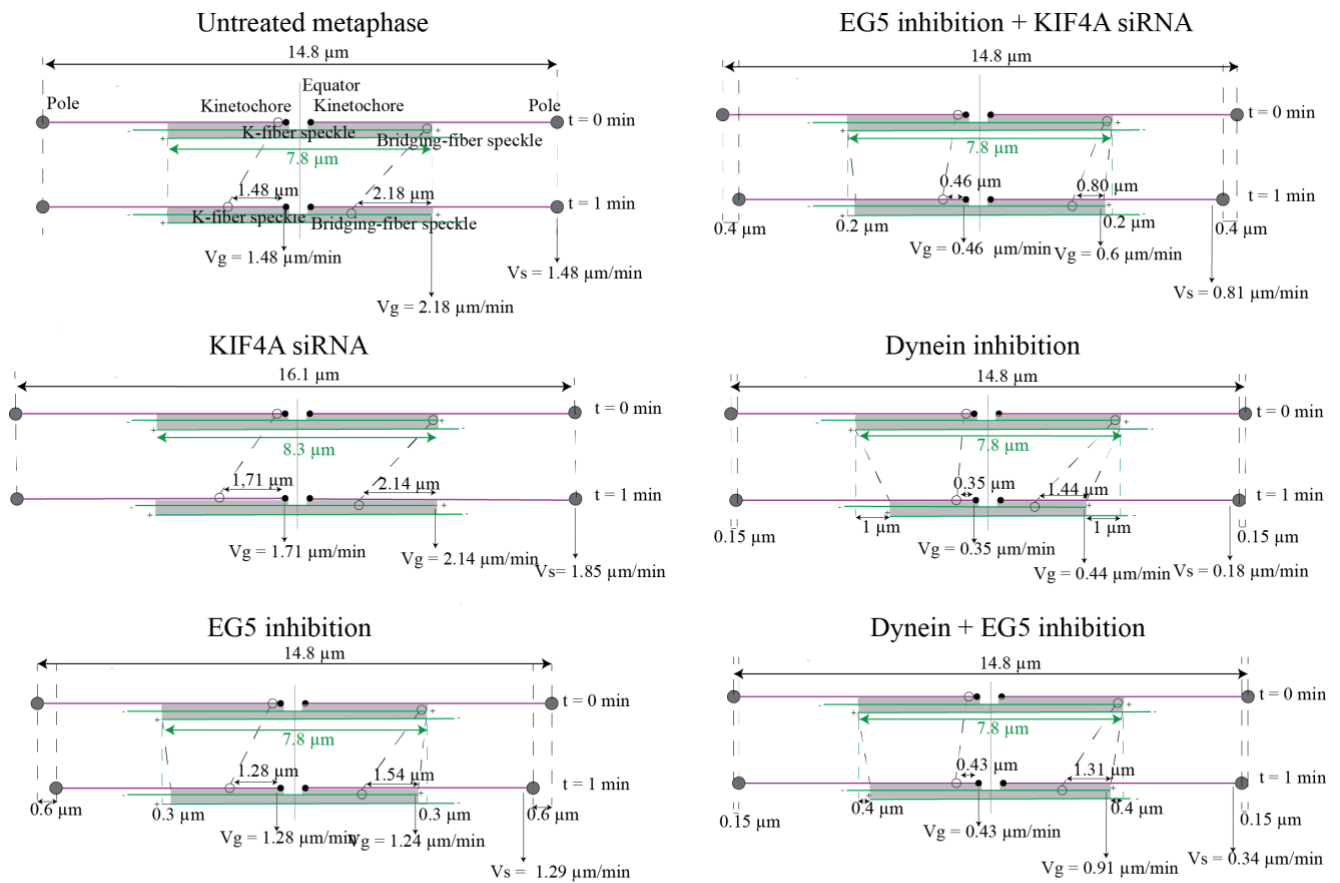 Untreated metaphase
14.8 µm
Equator
Pole
Kinetochore
Kinetochore
Pole
t = 0 min
K-fiber speckle
Bridging-fiber speckle
-
+
+
-
7.8 µm
1.48 µm
2.18 µm
t = 1 min
K-fiber speckle
Bridging-fiber speckle
-
+
+
-
Vg = 1.48 µm/min
Vs = 1.48 µm/min
Vg = 2.18 µm/min
EG5 inhibition + KIF4A siRNA
14.8 µm
t = 0 min
-
+
+
-
7.8 µm
0.46 µm
0.80 µm
t = 1 min
-
+
+
-
0.4 µm
0.2 µm
0.2 µm
0.4 µm
Vg = 0.46 µm/min
Vg = 0.6 µm/min
Vs = 0.81 µm/min
KIF4A siRNA
16.1 µm
t = 0 min
-
+
+
-
8.3 µm
1,71 µm
2.14 µm
t = 1 min
-
+
+
-
Vg = 1.71 µm/min
Vg = 2.14 µm/min
Vs= 1.85 µm/min
Dynein inhibition
14.8 µm
t = 0 min
-
+
+
-
7.8 µm
0.35 µm
1.44 µm
t = 1 min
-
+
+
-
0.15 µm
1 µm
1 µm
0.15 µm
Vg = 0.35 µm/min
Vg = 0.44 µm/min
Vs = 0.18 µm/min
EG5 inhibition
14.8 µm
t = 0 min
-
+
+
-
7.8 µm
1.28 µm
1.54 µm
t = 1 min
-
+
+
-
0.6 µm
0.3 µm
0.3 µm
0.6 µm
Vg = 1.28 µm/min
Vg = 1.24 µm/min
Vs = 1.29 µm/min
Dynein + EG5 inhibition
14.8 µm
t = 0 min
-
+
+
-
7.8 µm
0.43 µm
1.31 µm
t = 1 min
-
+
+
-
0.15 µm
0.4 µm
0.4 µm
0.15 µm
Vg = 0.43 µm/min
Vg = 0.91 µm/min
Vs = 0.34 µm/min